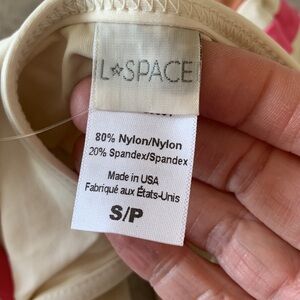 L★SPACE
80% Nylon/Nylon
20% Spandex/Spandex
Made in USA
Fabriqué aux États-Unis
S/P